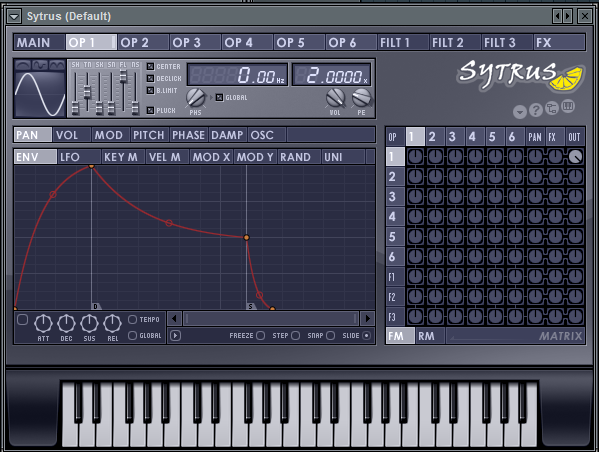 Sytrus (Default)
MAIN OP 1 OP 2 OP 3 OP 4 OP 5 OP 6 FILT 1 FILT 2 FILT 3 FX
SH TN SK SN FL NS
CENTER
DECLICK
B.LIMIT
PLUCK
0.00 HZ
2.0000 x
PHS
GLOBAL
VOL PE
SYTRUS
PAN VOL MOD PITCH PHASE DAMP OSC
ENV LFO KEY M VEL M MOD X MOD Y RAND UNI
D S
ATT DEC SUS REL
TEMPO
GLOBAL
FREEZE STEP SNAP SLIDE
OP 1 2 3 4 5 6 PAN FX OUT
1
2
3
4
5
6
F1
F2
F3
FM RM MATRIX